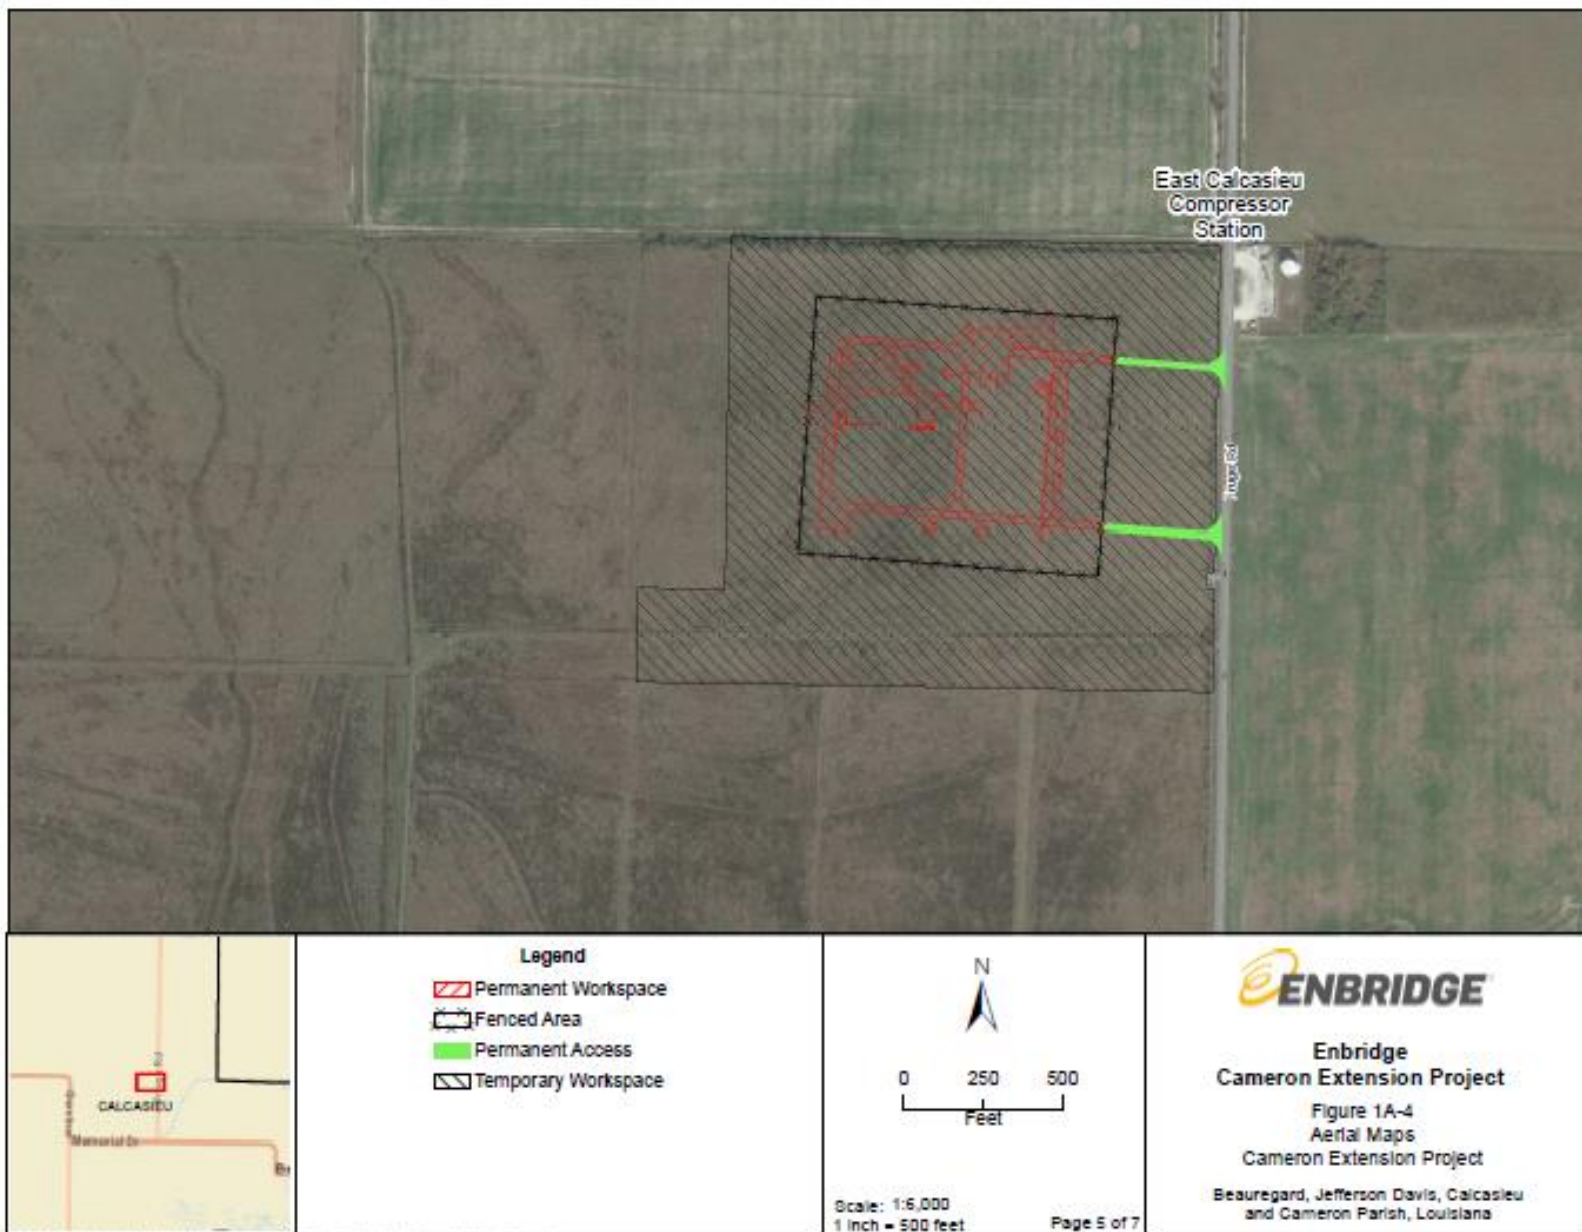 East Calcasieu
Compressor
Station
Legend
Permanent Workspace
Fenced Area
Permanent Access
Temporary Workspace
CALCASIEU
Memorial Dr
N
0 250 500
Feet
Scale: 1:6,000
1 inch = 500 feet
Page 5 of 7
ENBRIDGE
Enbridge
Cameron Extension Project
Figure 1A-4
Aerial Maps
Cameron Extension Project
Beauregard, Jefferson Davis, Calcasieu
and Cameron Parish, Louisiana